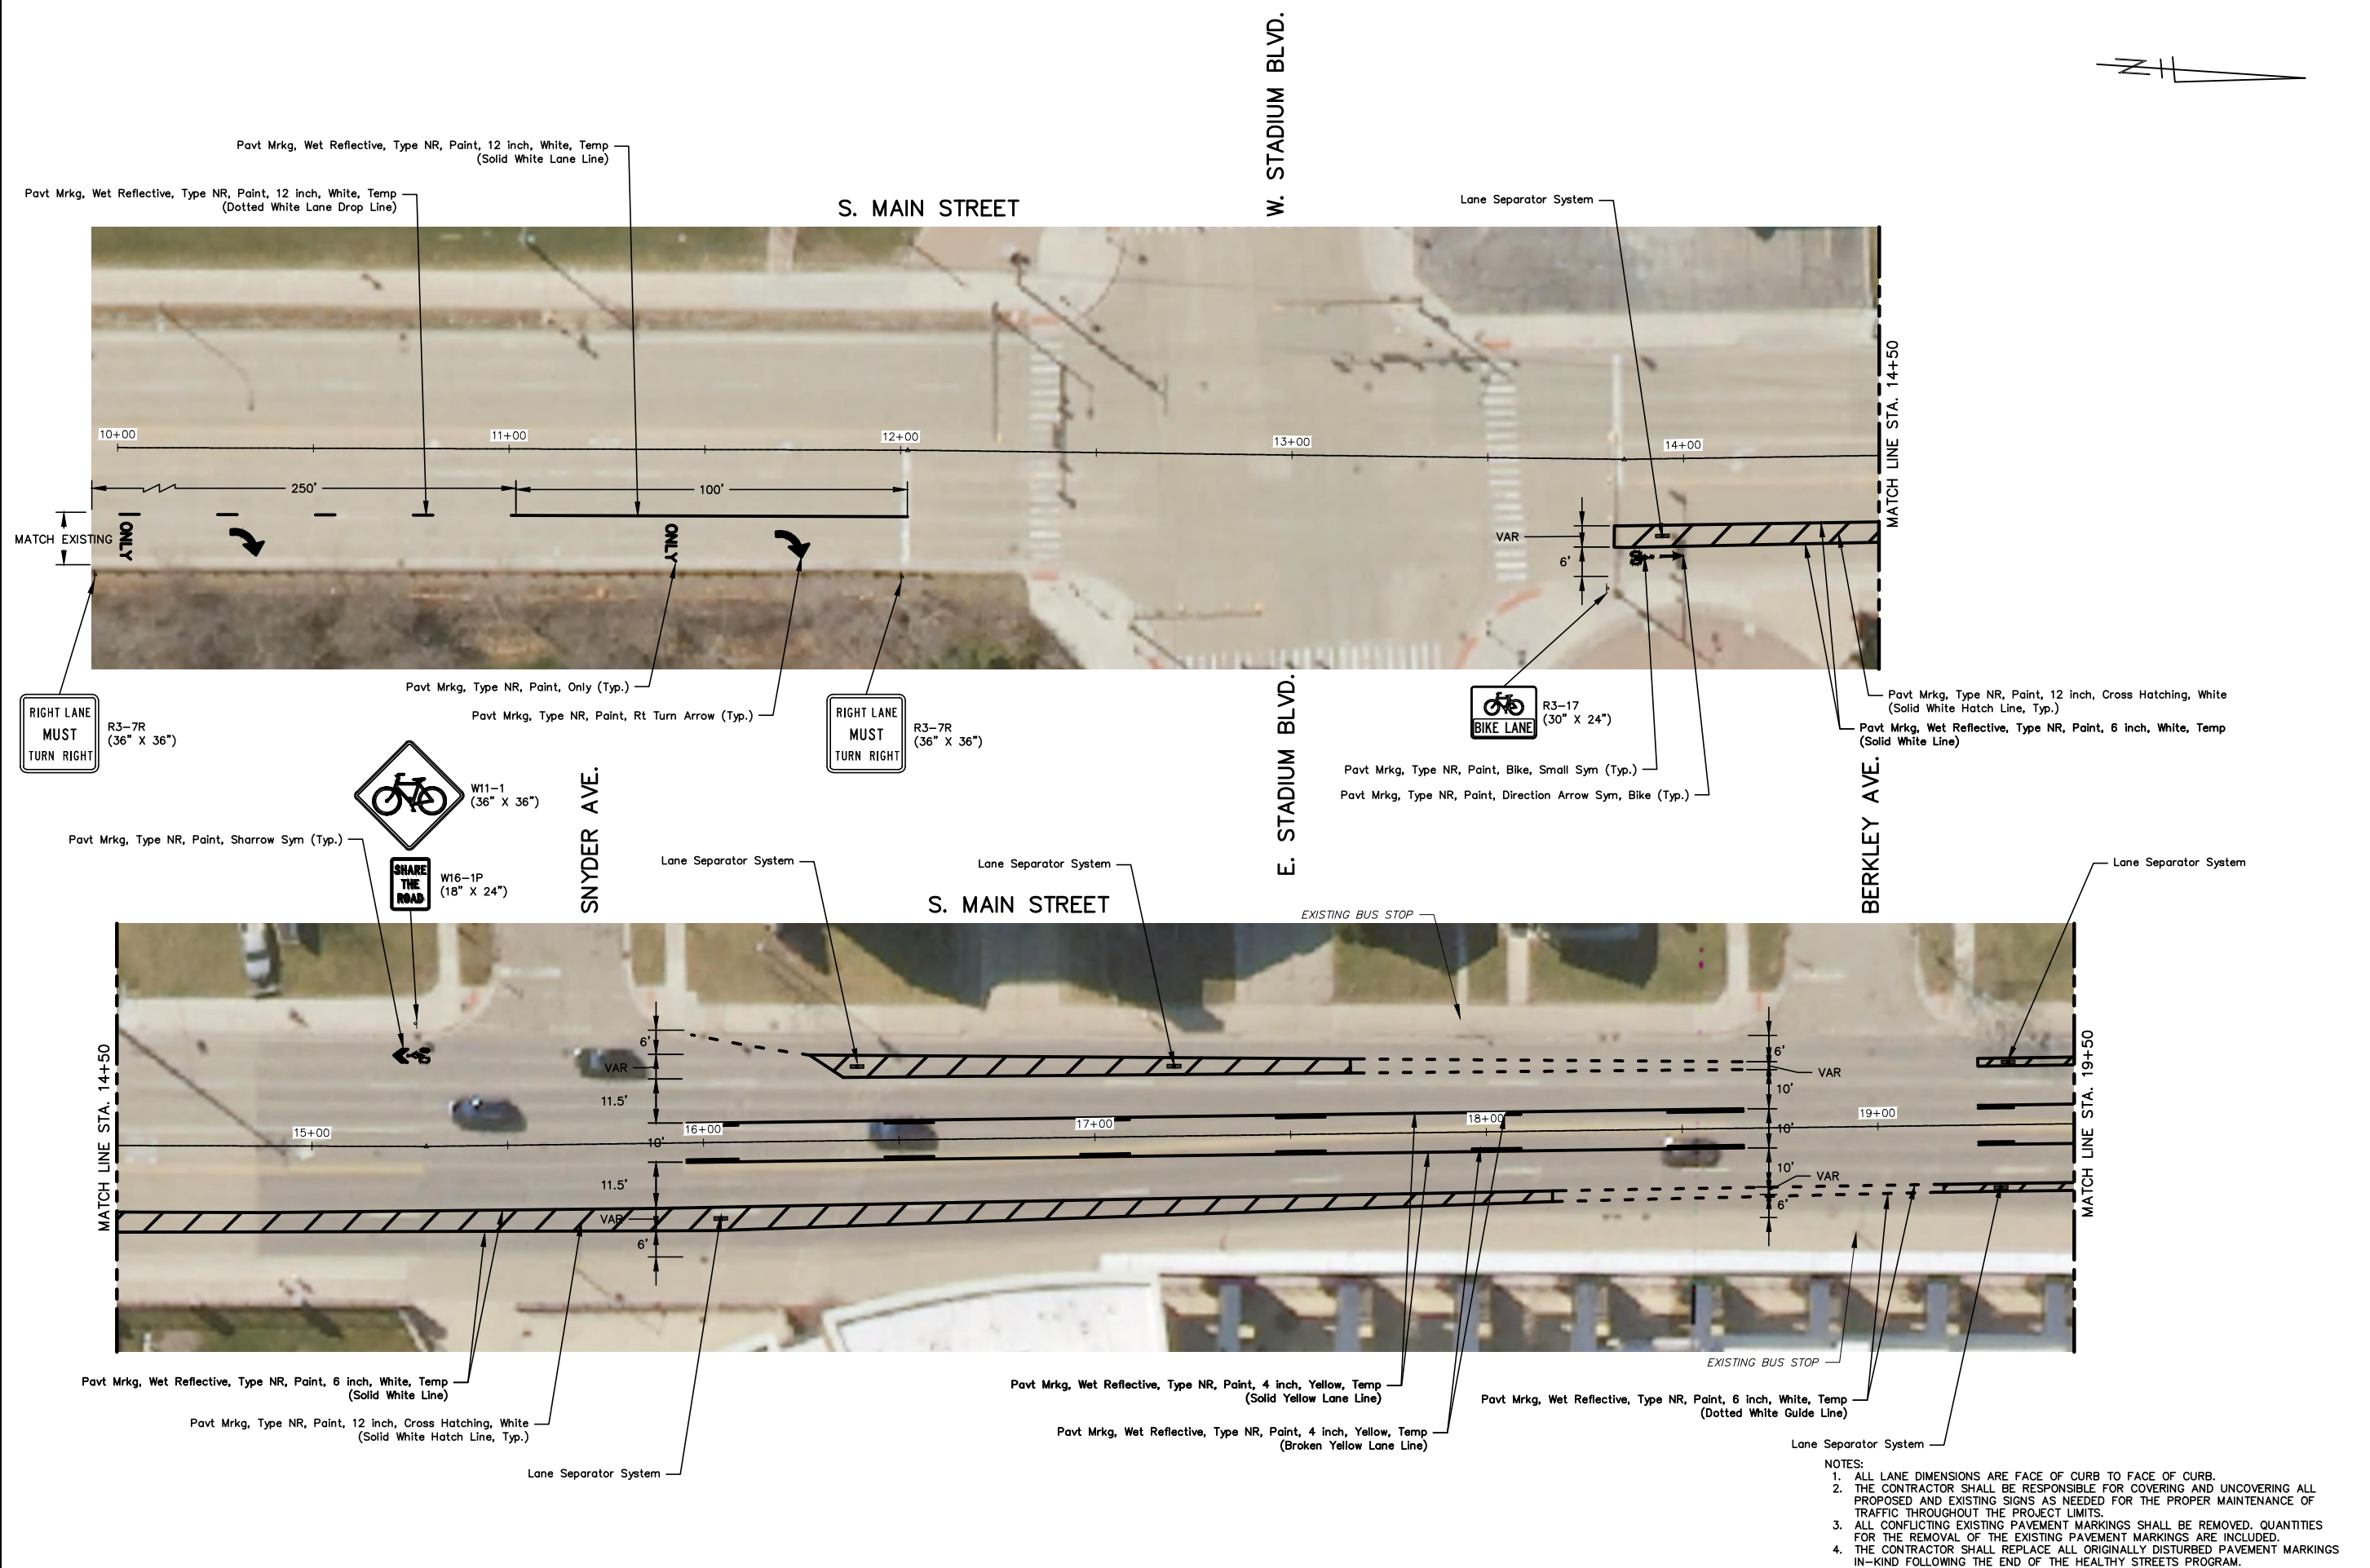 W. STADIUM BLVD.
N
Pavt Mrkg, Wet Reflective, Type NR, Paint, 12 inch, White, Temp
(Solid White Lane Line)
Pavt Mrkg, Wet Reflective, Type NR, Paint, 12 inch, White, Temp
(Dotted White Lane Drop Line)
S. MAIN STREET
Lane Separator System
10+00
11+00
12+00
13+00
14+00
MATCH LINE STA. 14+50
250'
100'
MATCH EXISTING
ONLY
ONLY
VAR
6'
RIGHT LANE
MUST
TURN RIGHT
R3-7R
(36" X 36")
Pavt Mrkg, Type NR, Paint, Only (Typ.)
Pavt Mrkg, Type NR, Paint, Rt Turn Arrow (Typ.)
RIGHT LANE
MUST
TURN RIGHT
R3-7R
(36" X 36")
E. STADIUM BLVD.
BIKE LANE
R3-17
(30" X 24")
Pavt Mrkg, Type NR, Paint, 12 inch, Cross Hatching, White
(Solid White Hatch Line, Typ.)
Pavt Mrkg, Wet Reflective, Type NR, Paint, 6 inch, White, Temp
(Solid White Line)
Pavt Mrkg, Type NR, Paint, Bike, Small Sym (Typ.)
Pavt Mrkg, Type NR, Paint, Direction Arrow Sym, Bike (Typ.)
W11-1
(36" X 36")
SNYDER AVE.
BERKLEY AVE.
Pavt Mrkg, Type NR, Paint, Sharrow Sym (Typ.)
SHARE
THE
ROAD
W16-1P
(18" X 24")
Lane Separator System
Lane Separator System
Lane Separator System
S. MAIN STREET
EXISTING BUS STOP
MATCH LINE STA. 14+50
6'
VAR
11.5'
10'
11.5'
VAR
6'
15+00
16+00
17+00
18+00
19+00
6'
VAR
10'
10'
10'
VAR
6'
MATCH LINE STA. 19+50
EXISTING BUS STOP
Pavt Mrkg, Wet Reflective, Type NR, Paint, 6 inch, White, Temp
(Solid White Line)
Pavt Mrkg, Type NR, Paint, 12 inch, Cross Hatching, White
(Solid White Hatch Line, Typ.)
Lane Separator System
Pavt Mrkg, Wet Reflective, Type NR, Paint, 4 inch, Yellow, Temp
(Solid Yellow Lane Line)
Pavt Mrkg, Wet Reflective, Type NR, Paint, 4 inch, Yellow, Temp
(Broken Yellow Lane Line)
Pavt Mrkg, Wet Reflective, Type NR, Paint, 6 inch, White, Temp
(Dotted White Guide Line)
Lane Separator System
NOTES:
1. ALL LANE DIMENSIONS ARE FACE OF CURB TO FACE OF CURB.
2. THE CONTRACTOR SHALL BE RESPONSIBLE FOR COVERING AND UNCOVERING ALL
PROPOSED AND EXISTING SIGNS AS NEEDED FOR THE PROPER MAINTENANCE OF
TRAFFIC THROUGHOUT THE PROJECT LIMITS.
3. ALL CONFLICTING EXISTING PAVEMENT MARKINGS SHALL BE REMOVED. QUANTITIES
FOR THE REMOVAL OF THE EXISTING PAVEMENT MARKINGS ARE INCLUDED.
4. THE CONTRACTOR SHALL REPLACE ALL ORIGINALLY DISTURBED PAVEMENT MARKINGS
IN-KIND FOLLOWING THE END OF THE HEALTHY STREETS PROGRAM.